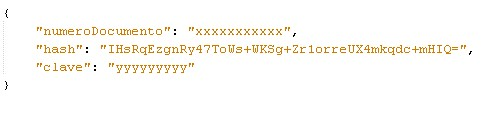 {
"numeroDocumento": "xxxxxxxxxxx",
"hash": "IHsRqEzgnRy47ToWs+WKSg+Zr1orreUX4mkqdc+mHIQ=",
"clave": "yyyyyyyyy"
}